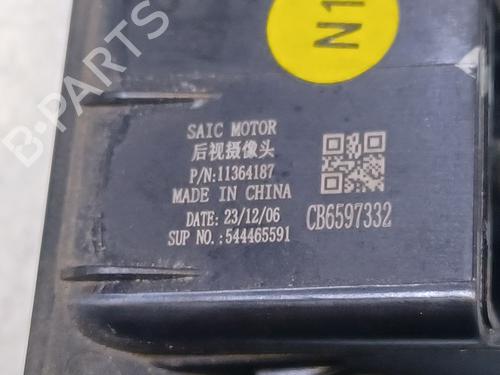 N1
SAIC MOTOR
后视摄像头
P/N:11364187
MADE IN CHINA
DATE: 23/12/06
SUP NO.:544465591
CB6597332
B-PARTS